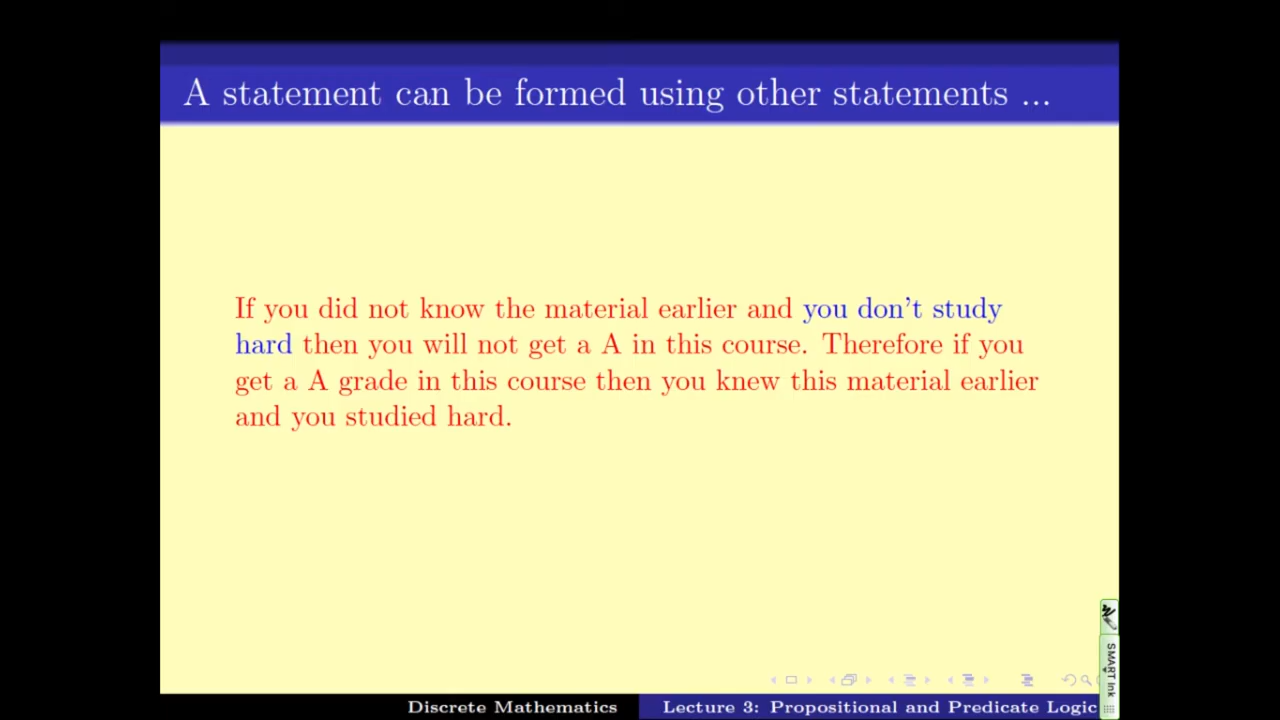 A statement can be formed using other statements ...
If you did not know the material earlier and you don't study
hard then you will not get a A in this course. Therefore if you
get a A grade in this course then you knew this material earlier
and you studied hard.
SMART Ink
Discrete Mathematics
Lecture 3: Propositional and Predicate Logic